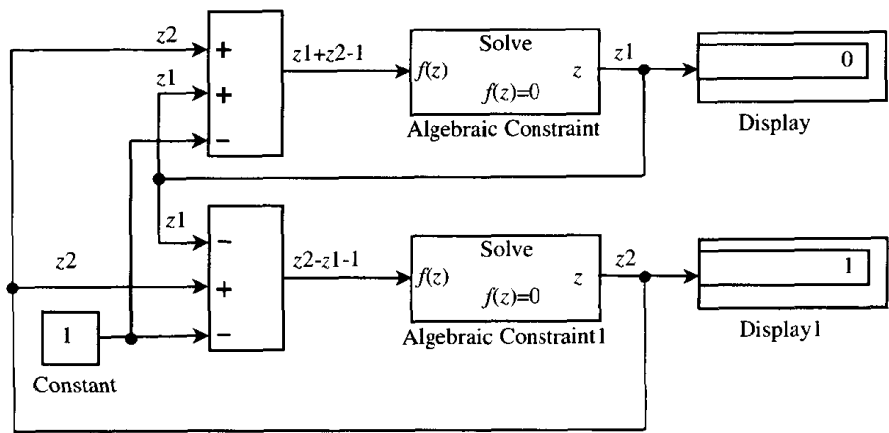 z2
+
z1
+
−
z1+z2-1
Solve
f(z)
z
f(z)=0
Algebraic Constraint
z1
0
Display
z1
−
z2
+
−
z2-z1-1
Solve
f(z)
z
f(z)=0
Algebraic Constraint1
z2
1
Display1
1
Constant